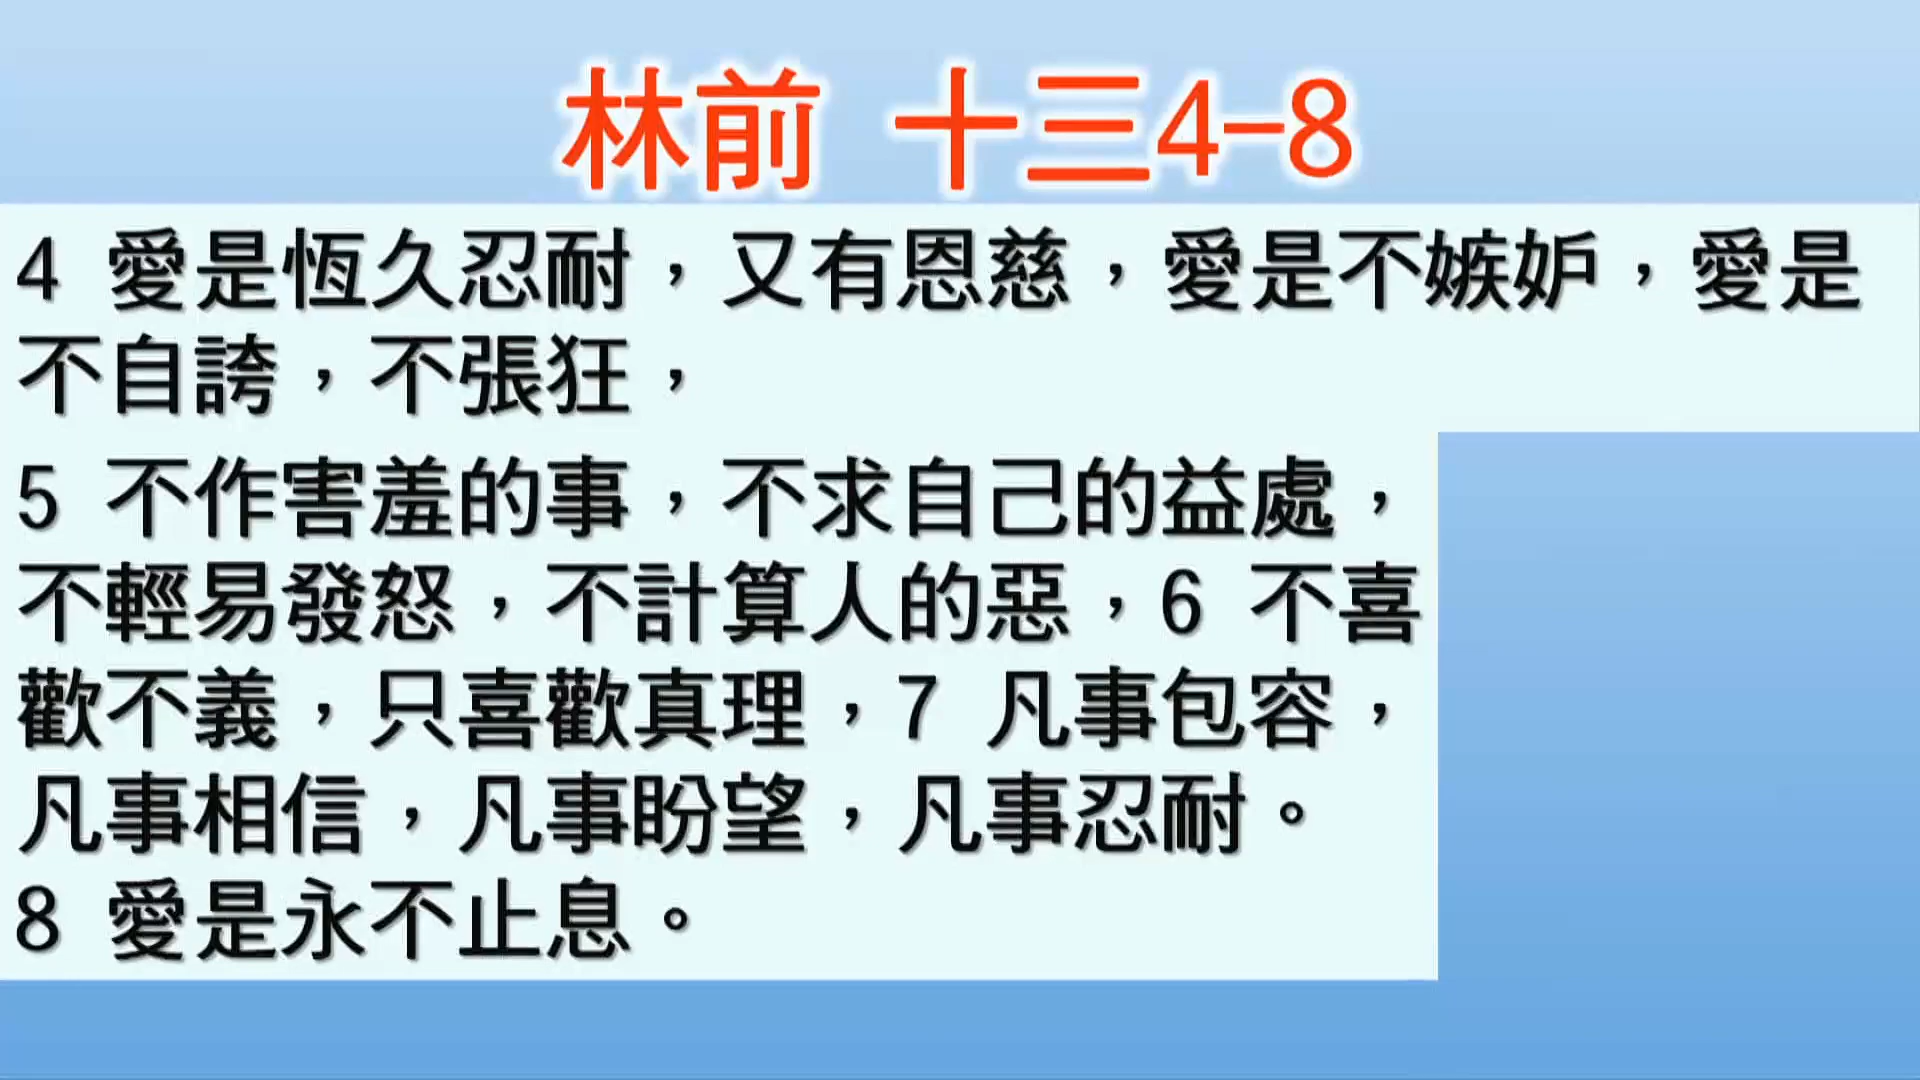 林前 十三4-8
4 愛是恆久忍耐，又有恩慈，愛是不嫉妒，愛是
不自誇，不張狂，
5 不作害羞的事，不求自己的益處，
不輕易發怒，不計算人的惡，6 不喜
歡不義，只喜歡真理，7 凡事包容，
凡事相信，凡事盼望，凡事忍耐。
8 愛是永不止息。